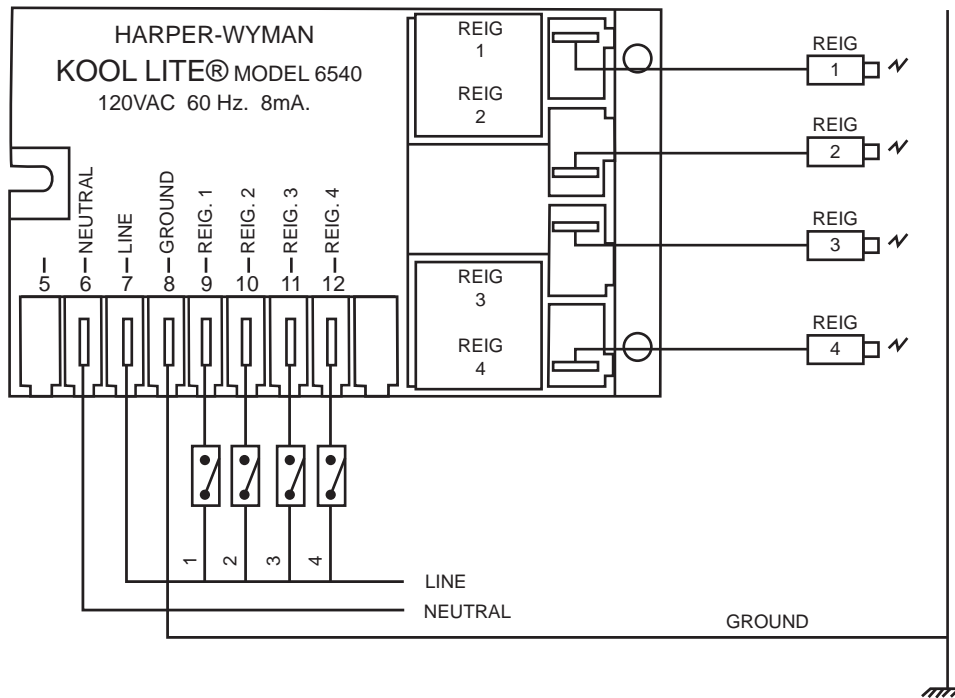 HARPER-WYMAN
KOOL LITE® MODEL 6540
120VAC 60 Hz. 8mA.
REIG
1
REIG
2
REIG
3
REIG
4
REIG
1
REIG
2
REIG
3
REIG
4
5
6
NEUTRAL
7
LINE
8
GROUND
9
REIG. 1
10
REIG. 2
11
REIG. 3
12
REIG. 4
1
2
3
4
LINE
NEUTRAL
GROUND